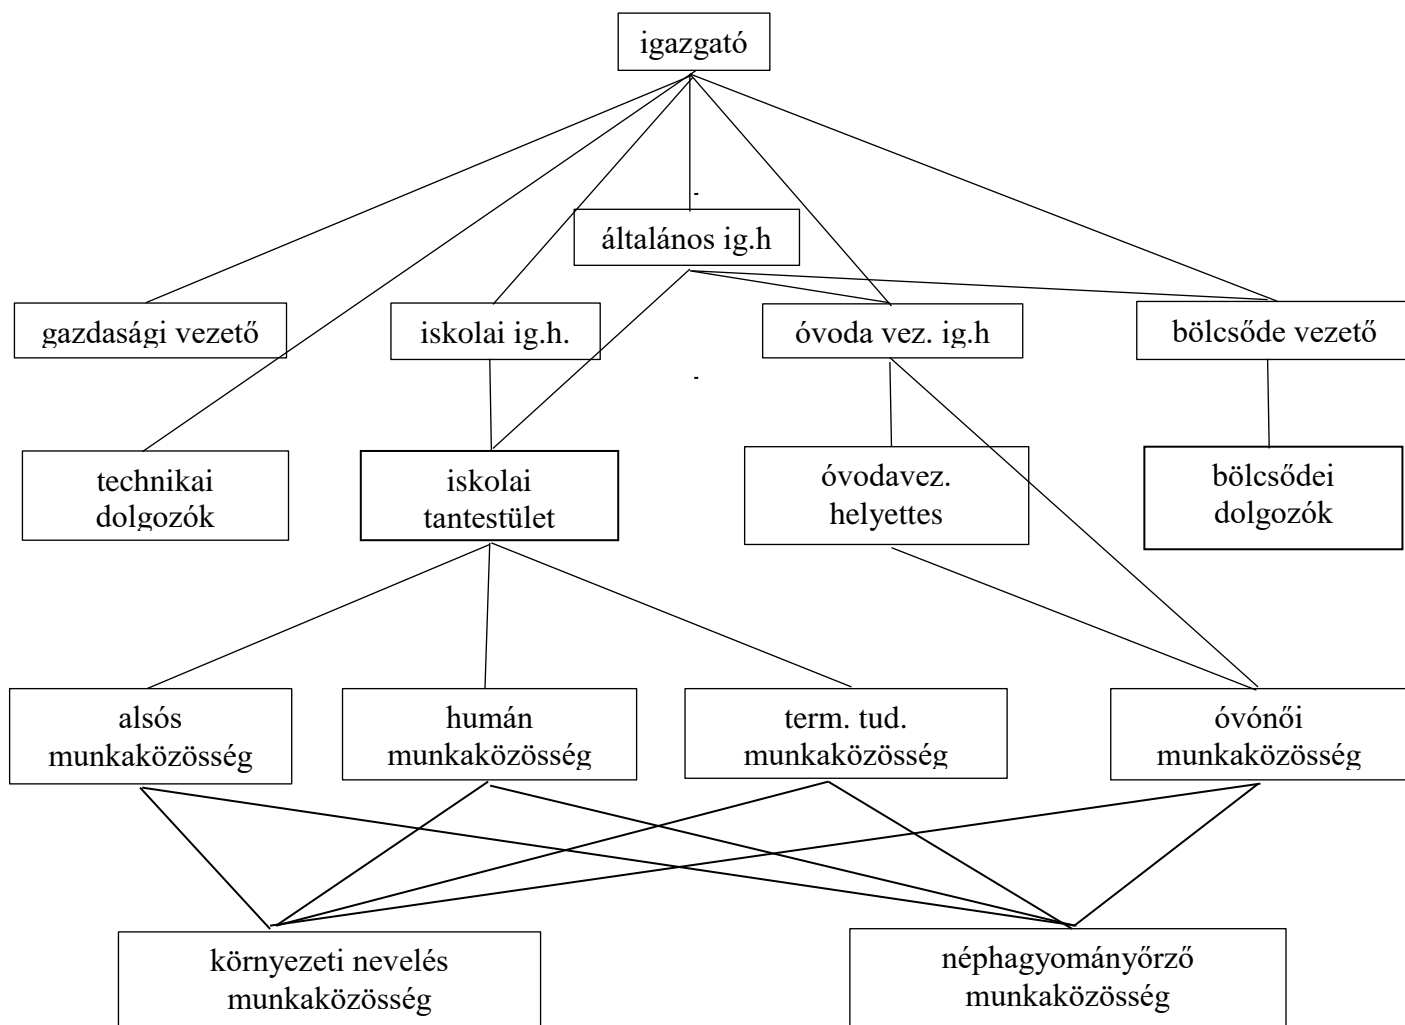 igazgató
általános ig.h
gazdasági vezető
iskolai ig.h.
óvoda vez. ig.h
bölcsőde vezető
technikai
dolgozók
iskolai
tantestület
óvodavez.
helyettes
bölcsődei
dolgozók
alsós
munkaközösség
humán
munkaközösség
term. tud.
munkaközösség
óvónői
munkaközösség
környezeti nevelés
munkaközösség
néphagyományőrző
munkaközösség